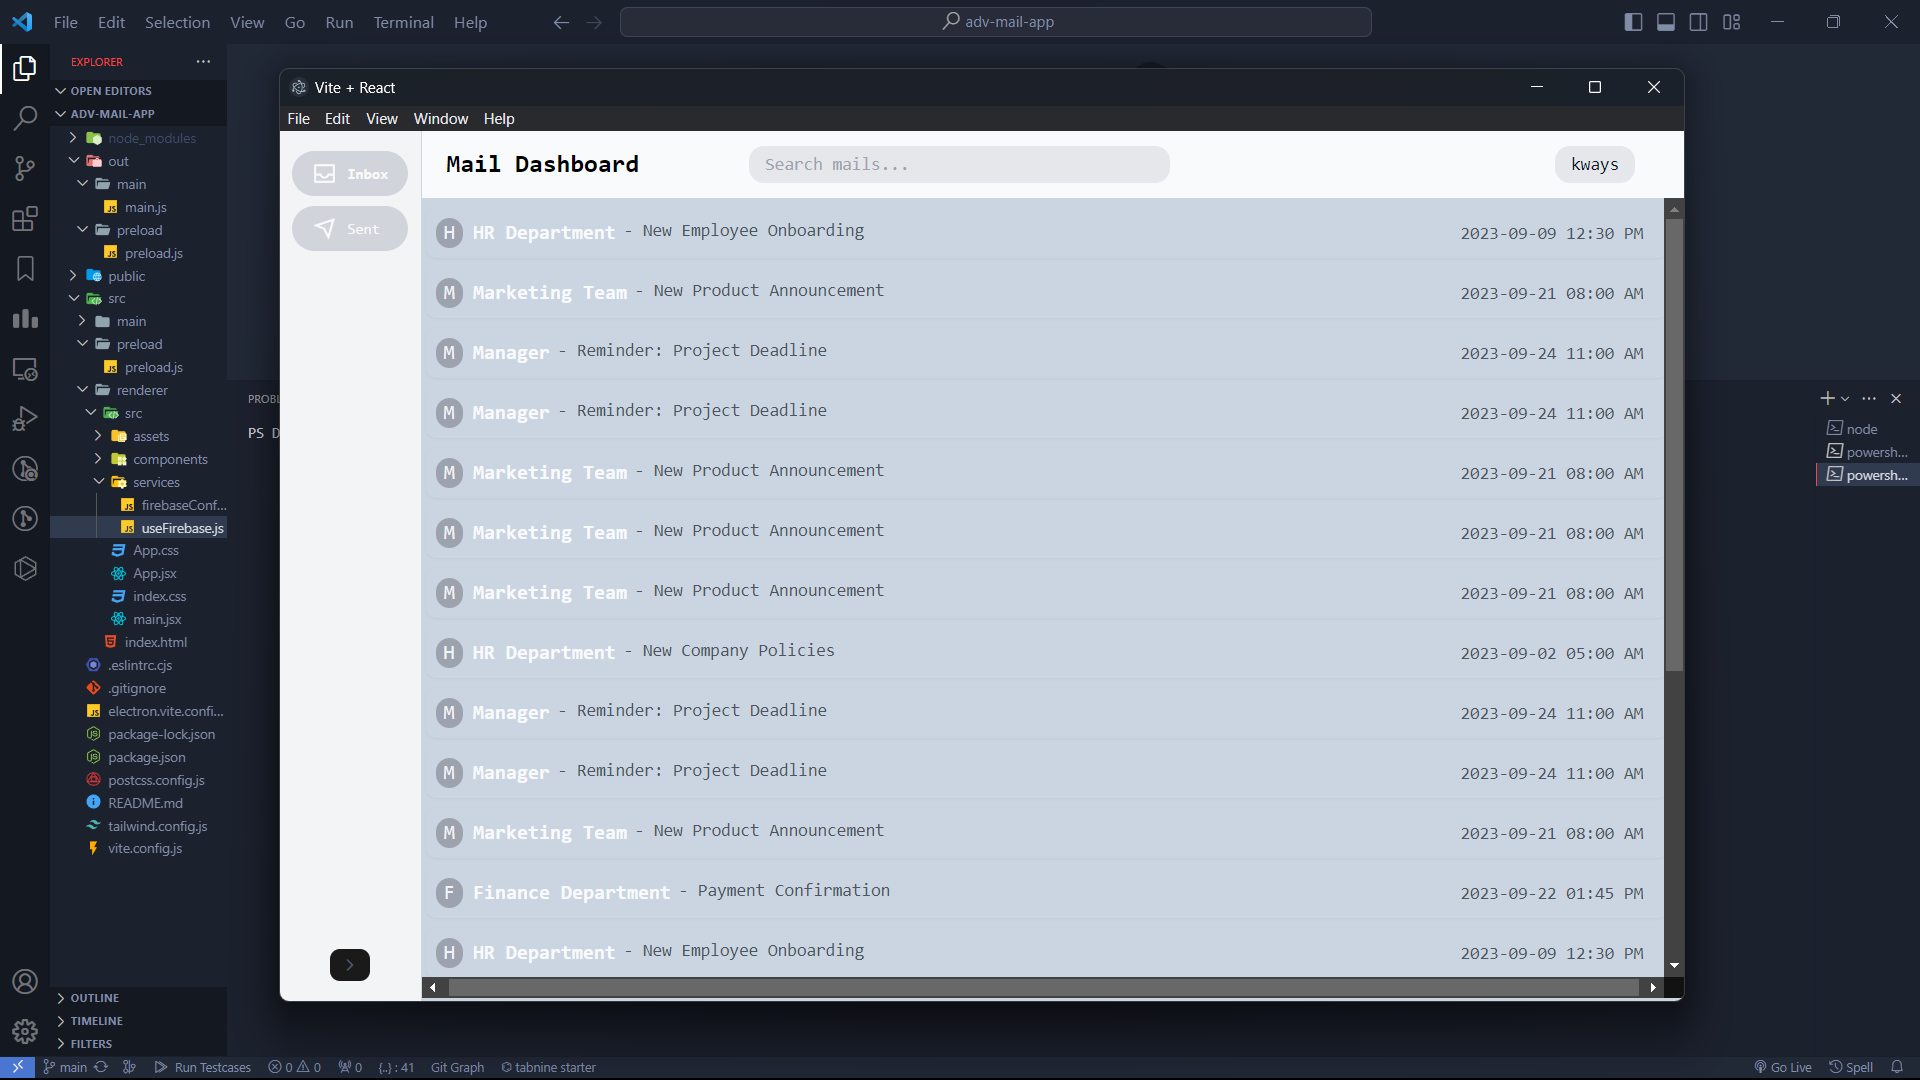 File Edit Selection View Go Run Terminal Help
adv-mail-app
EXPLORER
OPEN EDITORS
ADV-MAIL-APP
node_modules
out
main
main.js
preload
preload.js
public
src
main
preload
preload.js
renderer
src
assets
components
services
firebaseConf...
useFirebase.js
App.css
App.jsx
index.css
main.jsx
index.html
.eslintrc.cjs
.gitignore
electron.vite.confi...
package-lock.json
package.json
postcss.config.js
README.md
tailwind.config.js
vite.config.js
OUTLINE
TIMELINE
FILTERS
PROBL
PS D
Vite + React
File Edit View Window Help
Inbox
Sent
Mail Dashboard
Search mails...
kways
H HR Department - New Employee Onboarding 2023-09-09 12:30 PM
M Marketing Team - New Product Announcement 2023-09-21 08:00 AM
M Manager - Reminder: Project Deadline 2023-09-24 11:00 AM
M Manager - Reminder: Project Deadline 2023-09-24 11:00 AM
M Marketing Team - New Product Announcement 2023-09-21 08:00 AM
M Marketing Team - New Product Announcement 2023-09-21 08:00 AM
M Marketing Team - New Product Announcement 2023-09-21 08:00 AM
H HR Department - New Company Policies 2023-09-02 05:00 AM
M Manager - Reminder: Project Deadline 2023-09-24 11:00 AM
M Manager - Reminder: Project Deadline 2023-09-24 11:00 AM
M Marketing Team - New Product Announcement 2023-09-21 08:00 AM
F Finance Department - Payment Confirmation 2023-09-22 01:45 PM
H HR Department - New Employee Onboarding 2023-09-09 12:30 PM
node
powersh...
powersh...
main Run Testcases 0 0 0 {..} : 41 Git Graph tabnine starter Go Live Spell